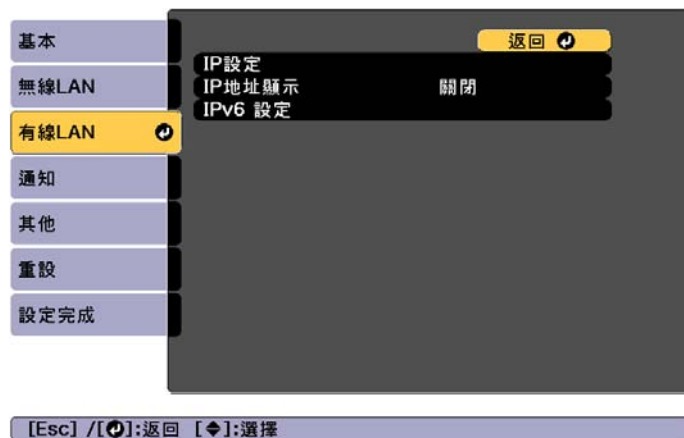 基本
無線LAN
有線LAN
通知
其他
重設
設定完成
返回
IP設定
IP地址顯示 關閉
IPv6 設定
[Esc] /[]:返回 [◆]:選擇